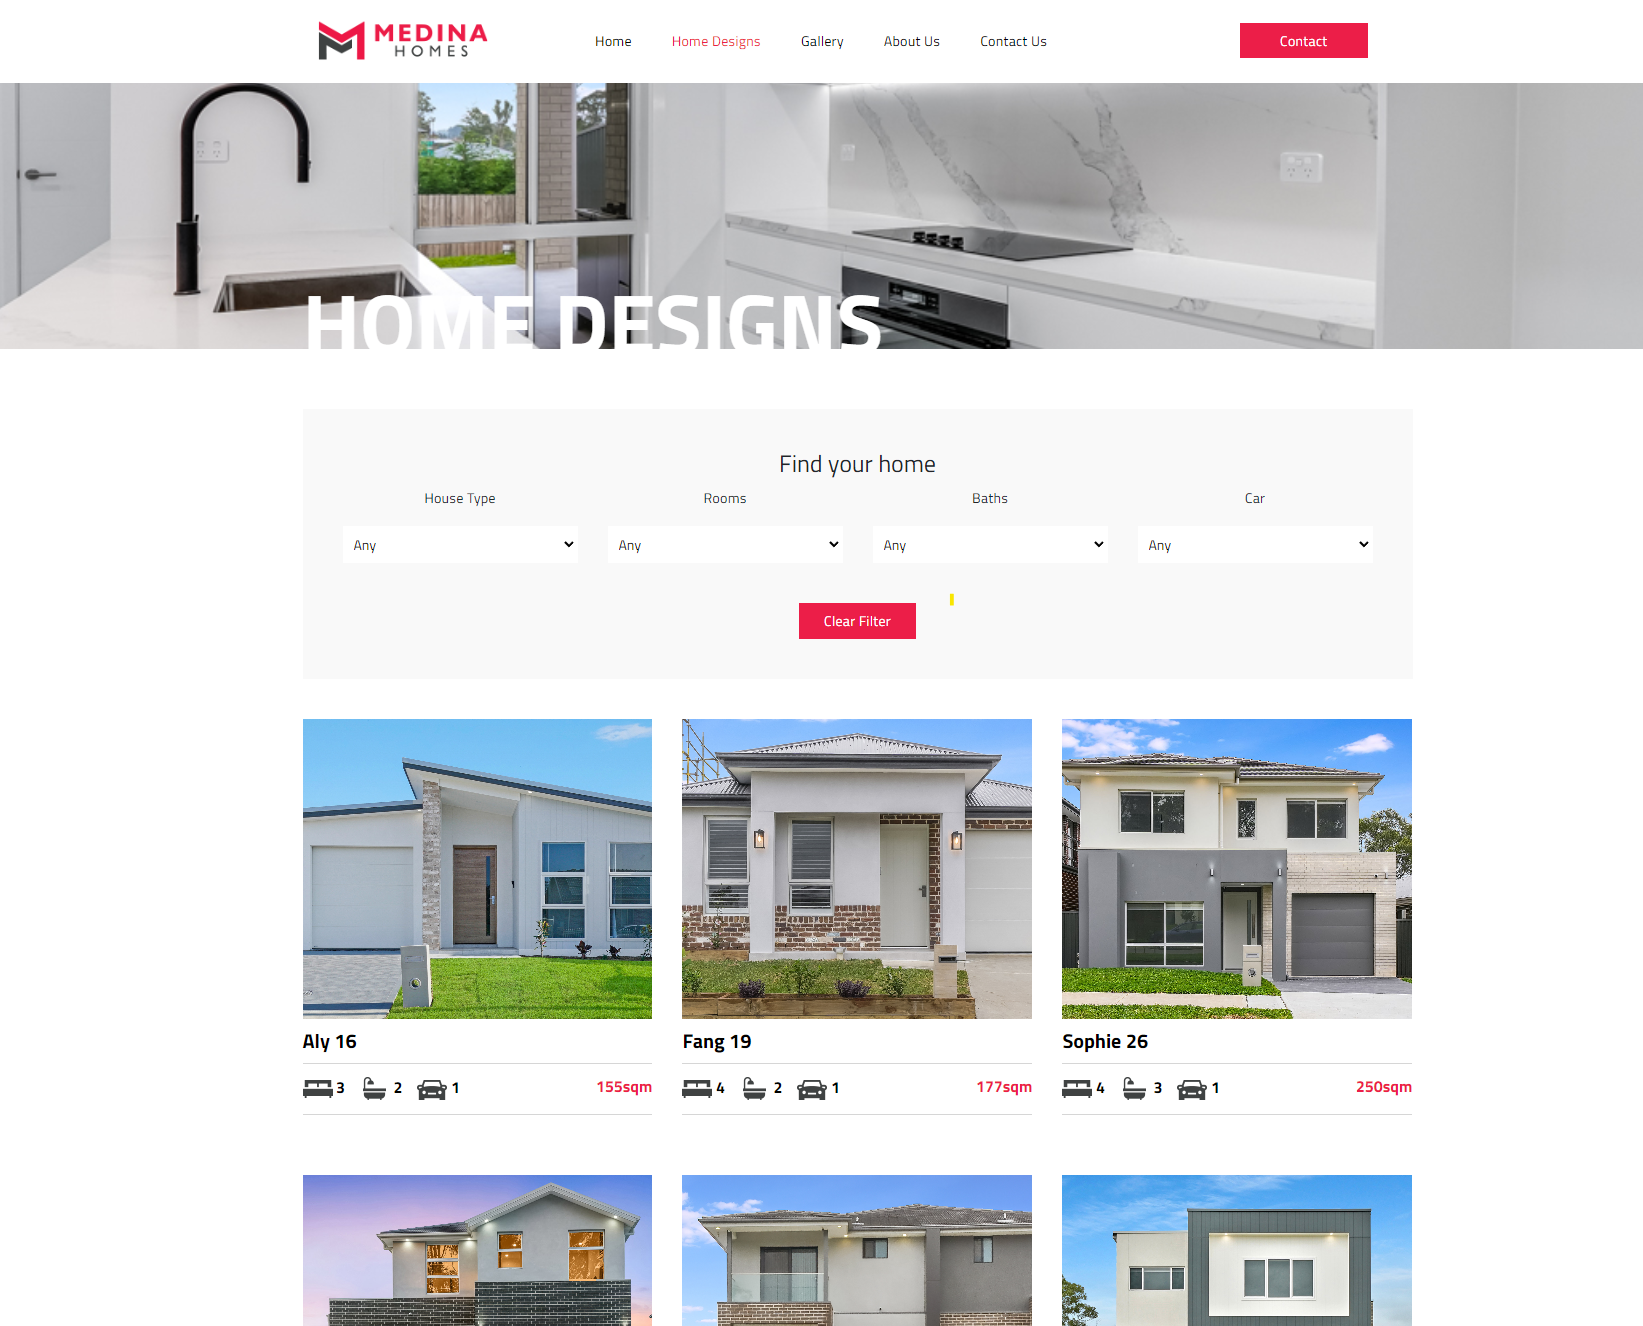 MEDINA
HOMES
Home
Home Designs
Gallery
About Us
Contact Us
Contact
HOME DESIGNS
Find your home
House Type
Rooms
Baths
Car
Any
Any
Any
Any
Clear Filter
Aly 16
3 2 1 155sqm
Fang 19
4 2 1 177sqm
Sophie 26
4 3 1 250sqm